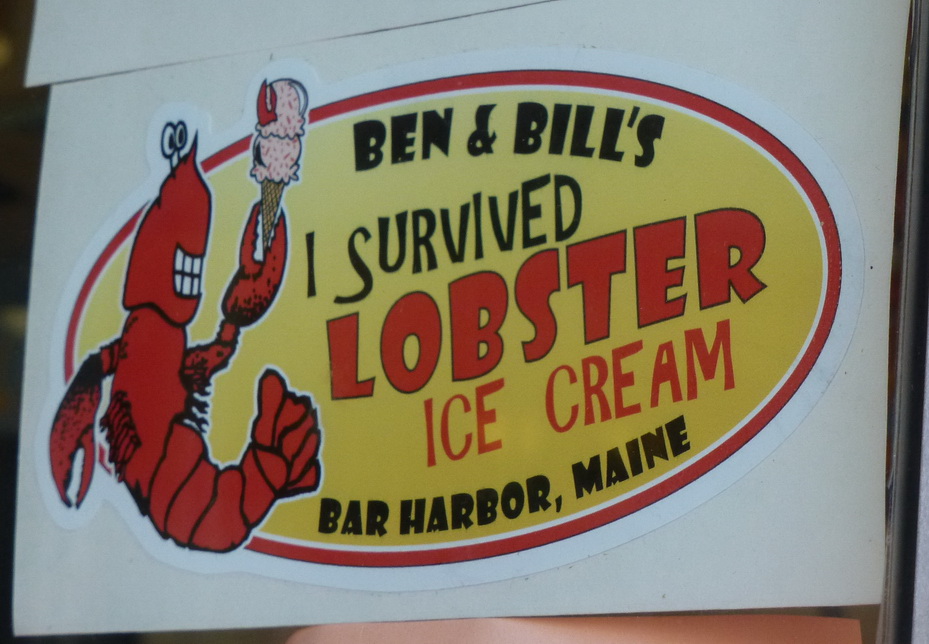 BEN & BILL'S
I SURVIVED
LOBSTER
ICE CREAM
BAR HARBOR, MAINE